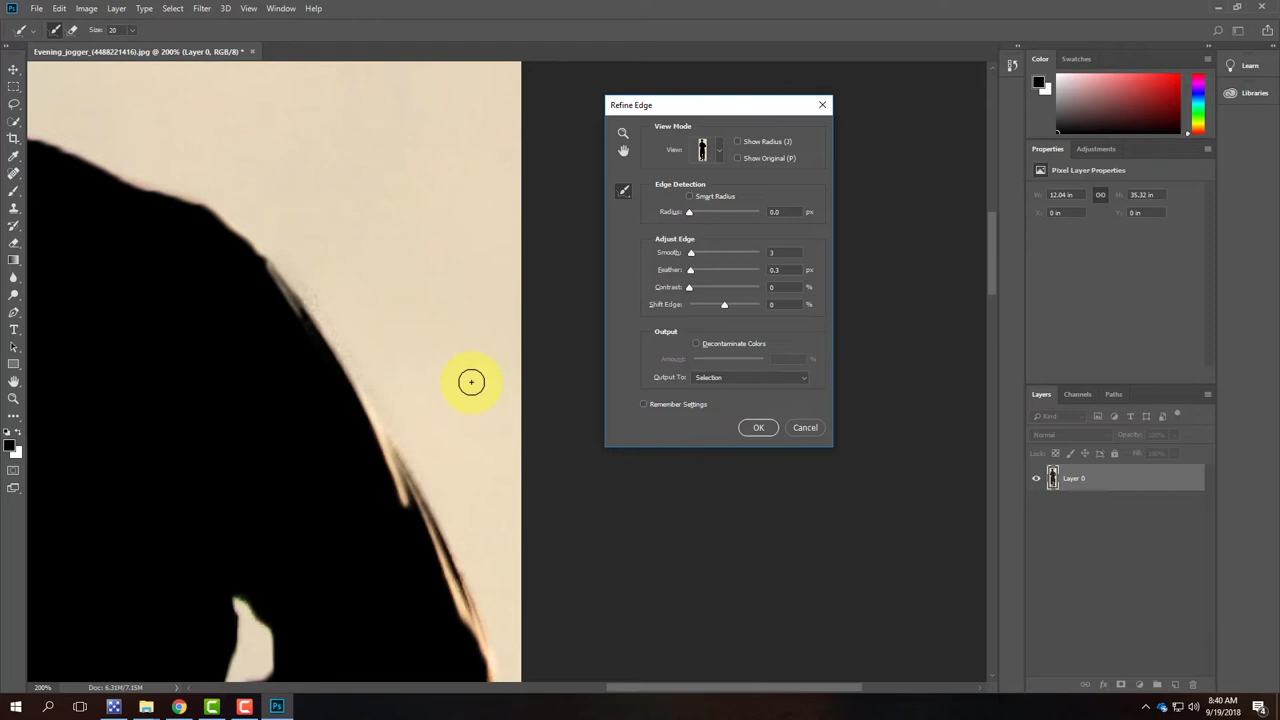 File Edit Image Layer Type Select Filter 3D View Window Help
Size: 20
Evening_jogger_(4488221416).jpg @ 200% (Layer 0, RGB/8) *
Refine Edge
View Mode
View:
Show Radius (J)
Show Original (P)
Edge Detection
Smart Radius
Radius: 0.0 px
Adjust Edge
Smooth: 3
Feather: 0.3 px
Contrast: 0 %
Shift Edge: 0 %
Output
Decontaminate Colors
Amount: %
Output To: Selection
Remember Settings
OK Cancel
Color Swatches
Learn
Libraries
Properties Adjustments
Pixel Layer Properties
W: 12.04 in H: 35.32 in
X: 0 in Y: 0 in
Layers Channels Paths
Kind
Normal Opacity: 100%
Lock: Fill: 100%
Layer 0
200% Doc: 6.31M/7.15M
Ps
8:40 AM
9/19/2018